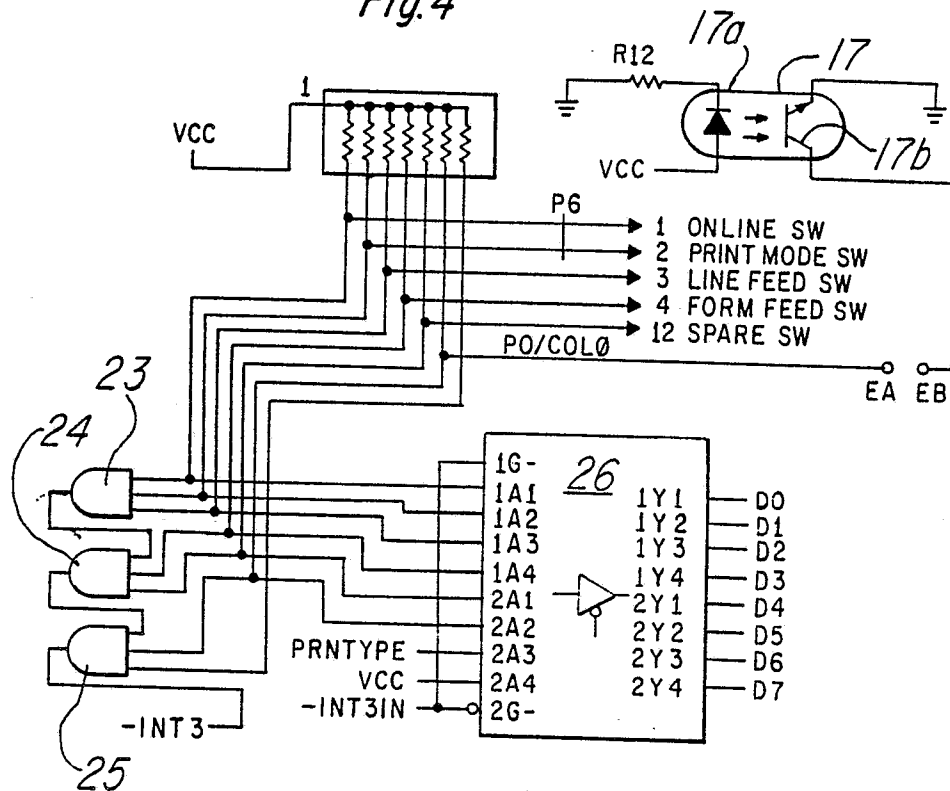 Fig. 4
17a
17
R12
1
VCC
17b
VCC
P6
1 ONLINE SW
2 PRINT MODE SW
3 LINE FEED SW
4 FORM FEED SW
12 SPARE SW
PO/COL0
EA EB
23
24
26
1G-
1A1 1Y1 D0
1A2 1Y2 D1
1A3 1Y3 D2
1A4 1Y4 D3
2A1 2Y1 D4
2A2 2Y2 D5
PRNTYPE 2A3 2Y3 D6
VCC 2A4 2Y4 D7
-INT3IN 2G-
-INT3
25